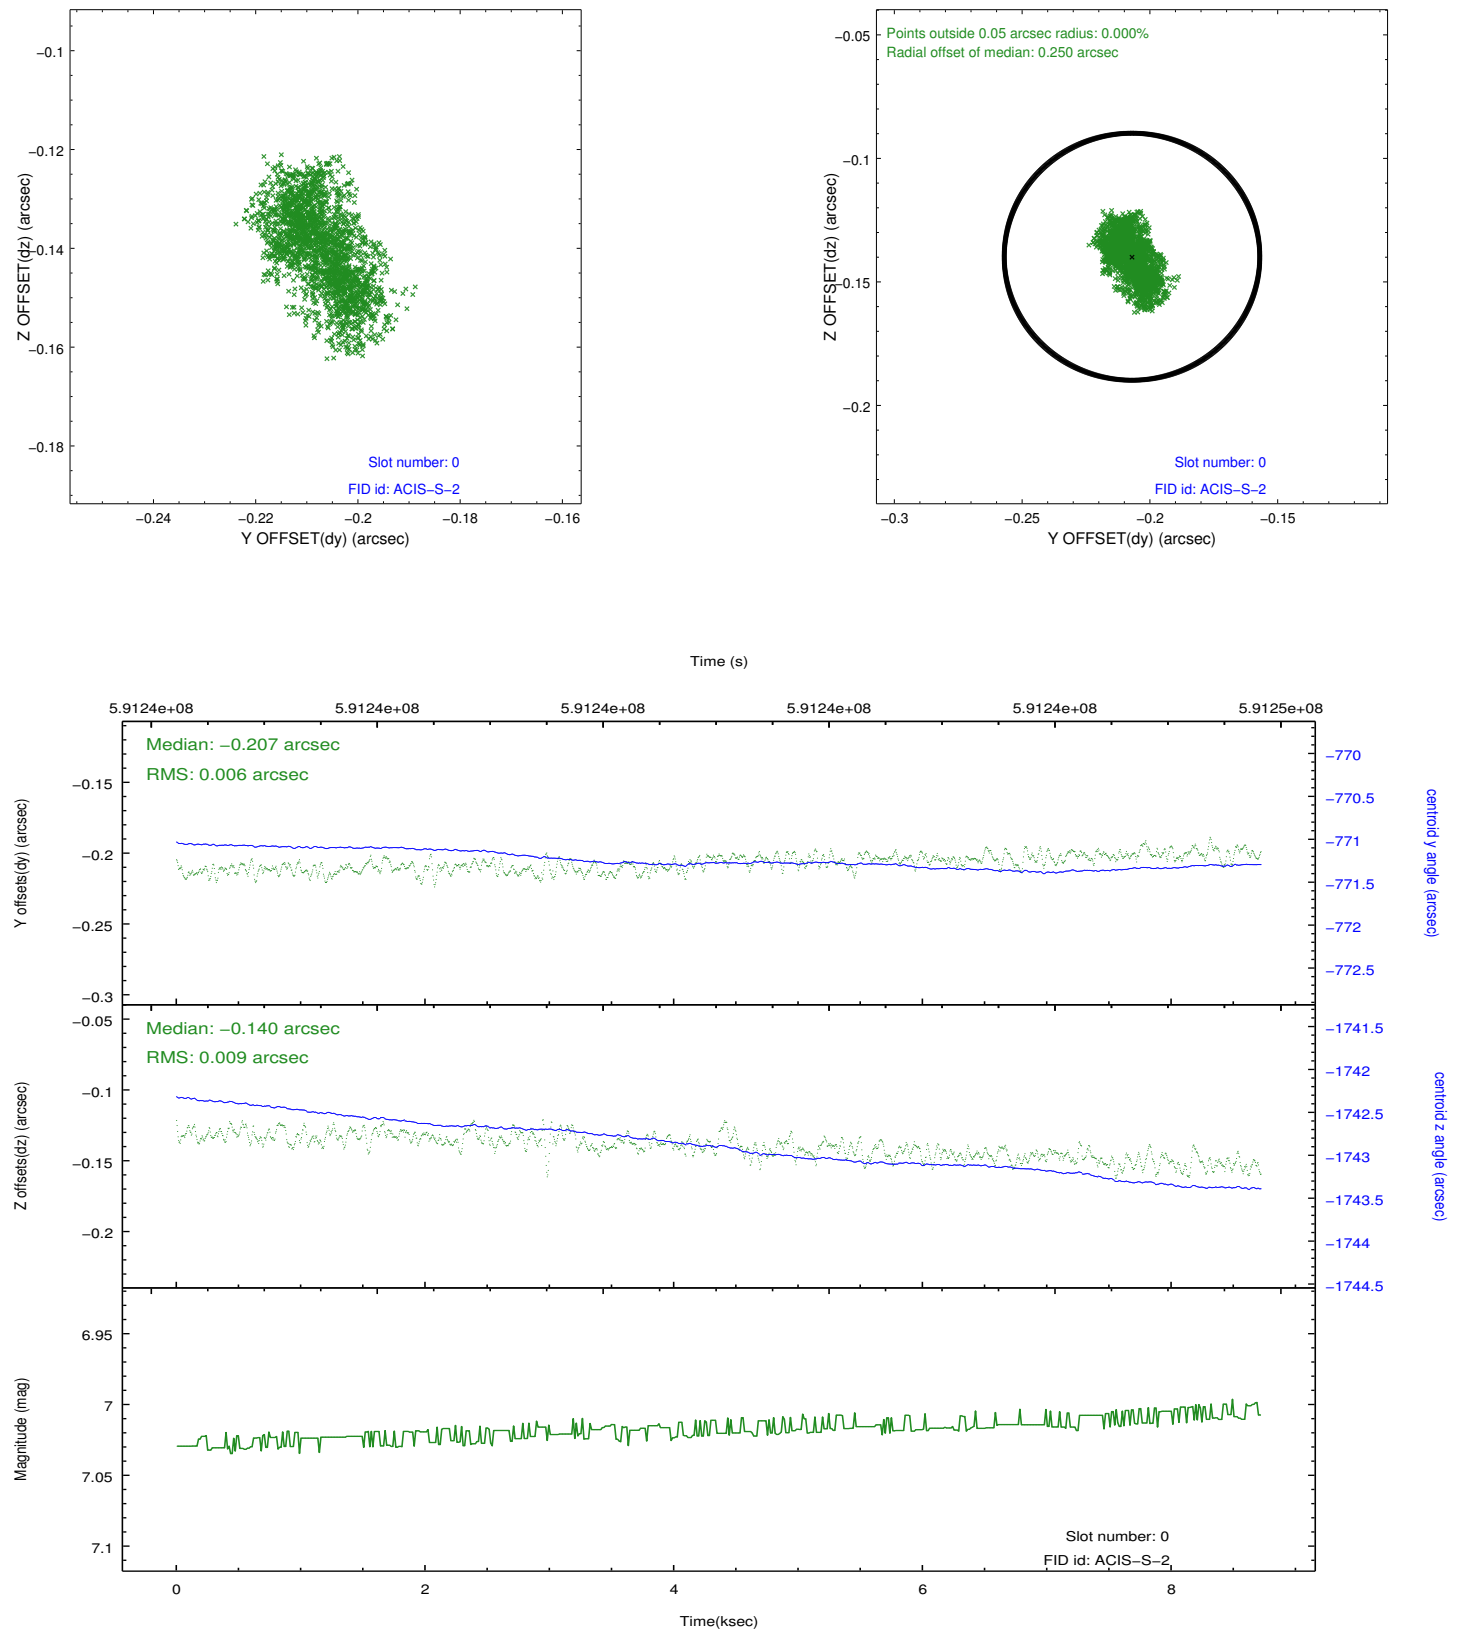 −0.1
−0.12
−0.14
−0.16
−0.18
Z OFFSET(dz) (arcsec)
Slot number: 0
FID id: ACIS−S−2
−0.24
−0.22
−0.2
−0.18
−0.16
Y OFFSET(dy) (arcsec)
Points outside 0.05 arcsec radius: 0.000%
Radial offset of median: 0.250 arcsec
−0.05
−0.1
−0.15
−0.2
Z OFFSET(dz) (arcsec)
Slot number: 0
FID id: ACIS−S−2
−0.3
−0.25
−0.2
−0.15
Y OFFSET(dy) (arcsec)
Time (s)
5.9124e+08
5.9124e+08
5.9124e+08
5.9124e+08
5.9124e+08
5.9125e+08
Median: −0.207 arcsec
RMS: 0.006 arcsec
−0.15
−0.2
−0.25
−0.3
Y offsets(dy) (arcsec)
−770
−770.5
−771
−771.5
−772
−772.5
centroid y angle (arcsec)
Median: −0.140 arcsec
RMS: 0.009 arcsec
−0.05
−0.1
−0.15
−0.2
Z offsets(dz) (arcsec)
−1741.5
−1742
−1742.5
−1743
−1743.5
−1744
−1744.5
centroid z angle (arcsec)
6.95
7
7.05
7.1
Magnitude (mag)
Slot number: 0
FID id: ACIS−S−2
0
2
4
6
8
Time(ksec)